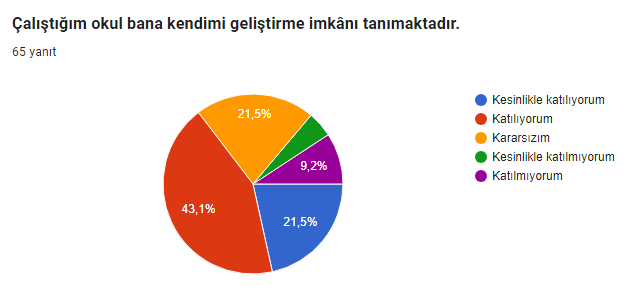 Çalıştığım okul bana kendimi geliştirme imkânı tanımaktadır.
65 yanıt
21,5%
9,2%
43,1%
21,5%
Kesinlikle katılıyorum
Katılıyorum
Kararsızım
Kesinlikle katılmıyorum
Katılmıyorum